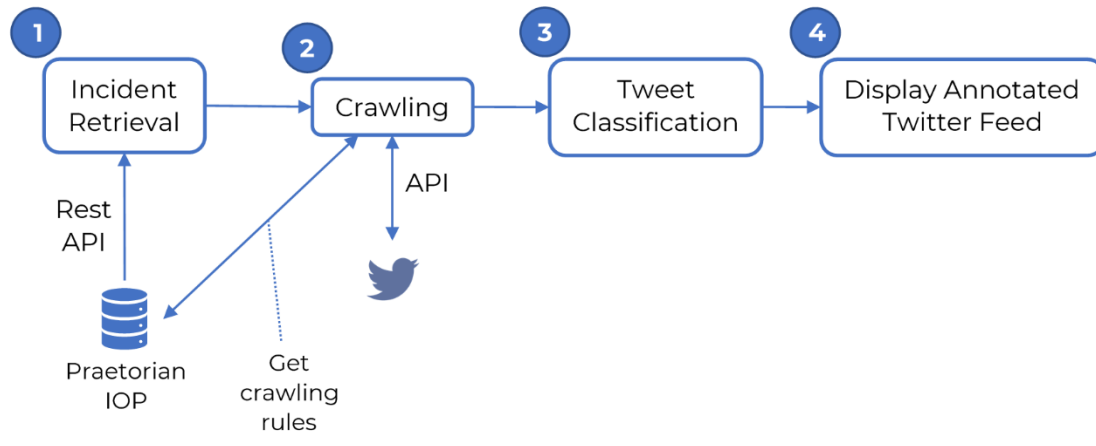 1
Incident
Retrieval
2
Crawling
3
Tweet
Classification
4
Display Annotated
Twitter Feed
Rest
API
API
Praetorian
IOP
Get
crawling
rules